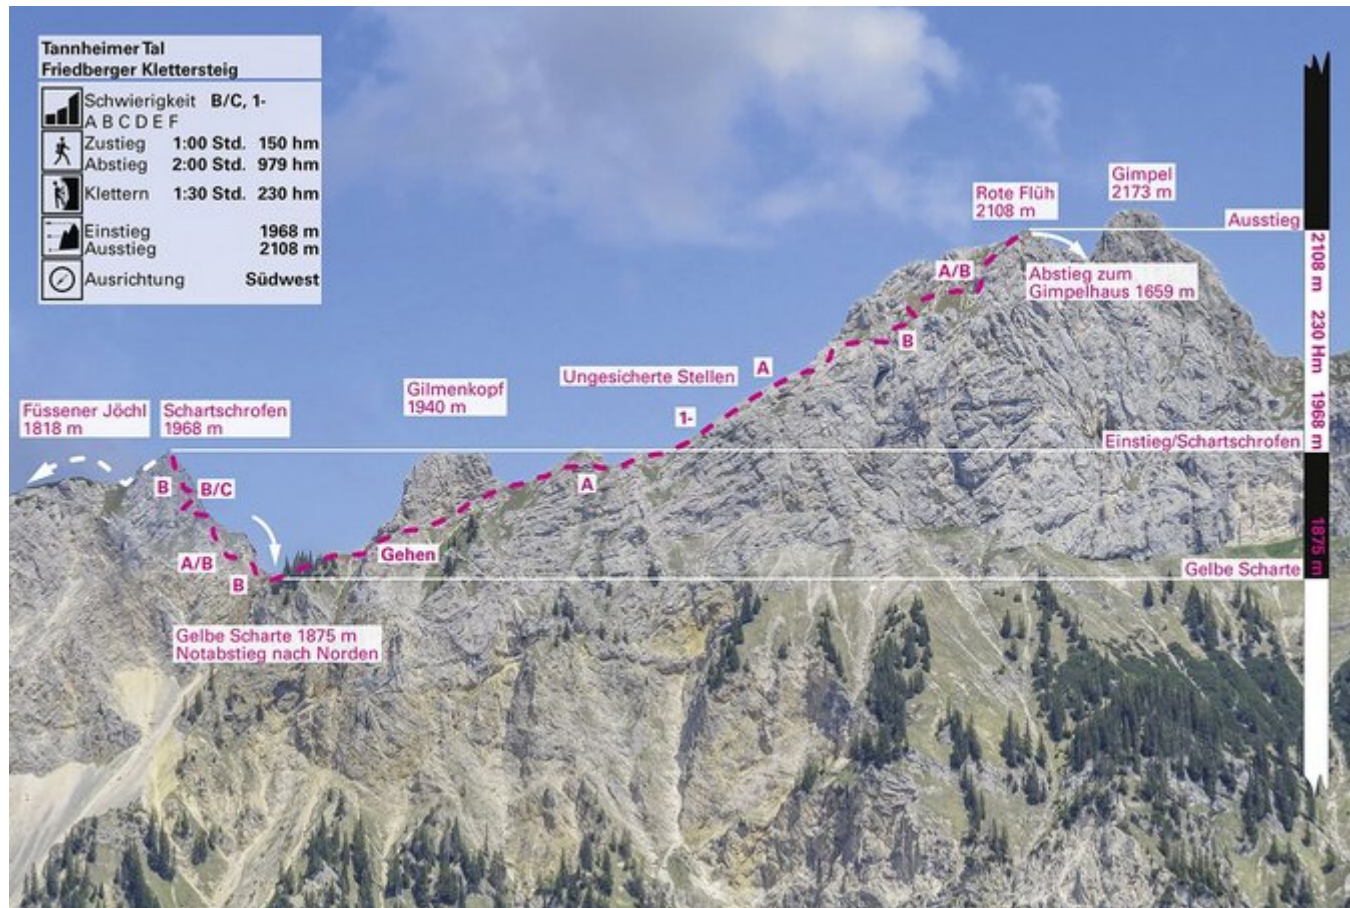 Tannheimer Tal
Friedberger Klettersteig
Schwierigkeit B/C, 1-
A B C D E F
Zustieg 1:00 Std. 150 hm
Abstieg 2:00 Std. 979 hm
Klettern 1:30 Std. 230 hm
Einstieg 1968 m
Ausstieg 2108 m
Ausrichtung Südwest
Gimpel
2173 m
Rote Flüh
2108 m
Ausstieg
A/B
Abstieg zum
Gimpelhaus 1659 m
B
A
Ungesicherte Stellen
1-
Gilmenkopf
1940 m
Füssener Jöchl
1818 m
Schartschrofen
1968 m
Einstieg/Schartschrofen
B
B/C
A
Gehen
A/B
B
Gelbe Scharte
Gelbe Scharte 1875 m
Notabstieg nach Norden
2108 m 230 Hm 1968 m
1875 m